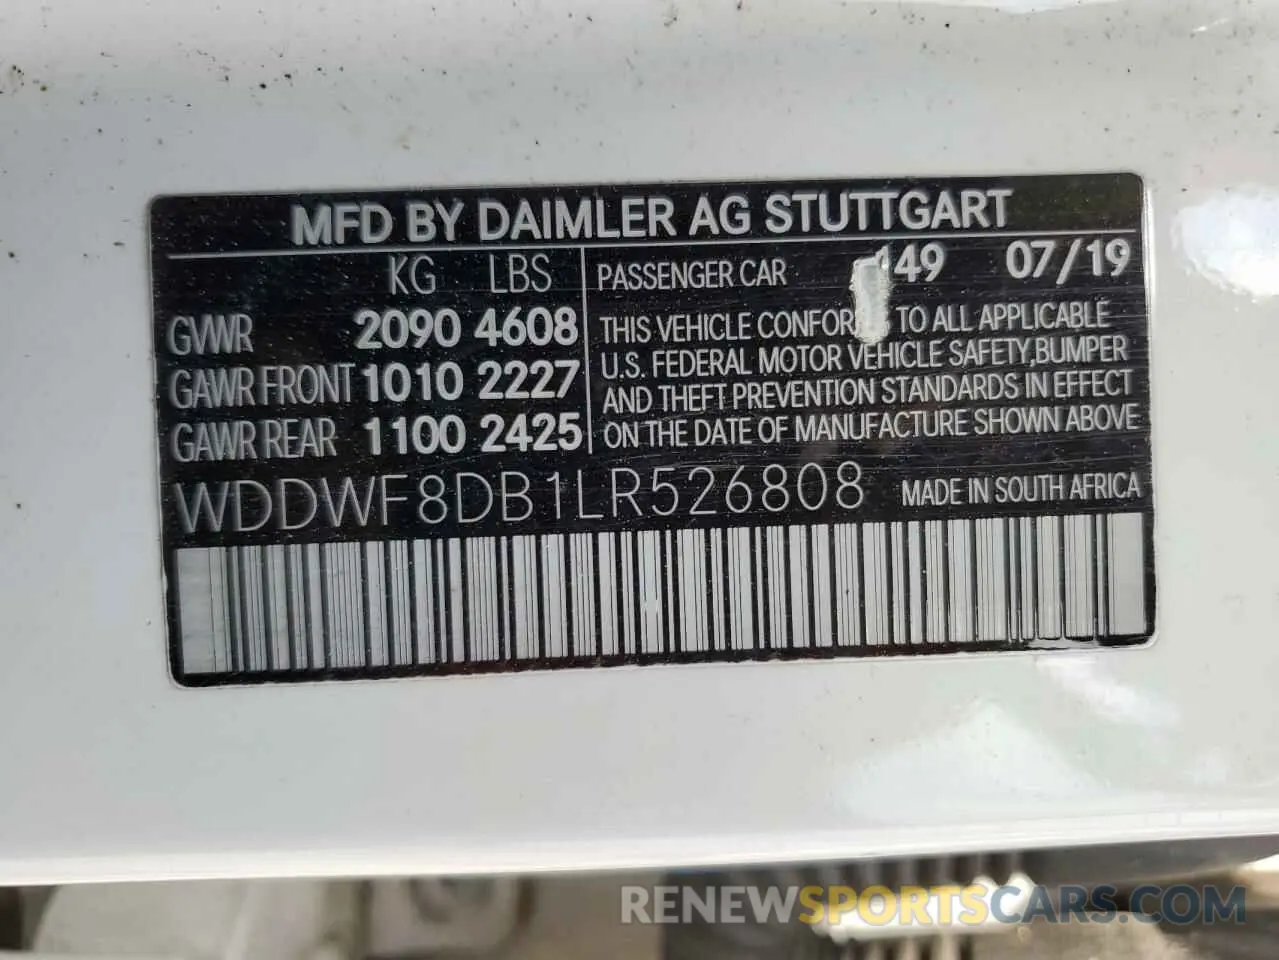 MFD BY DAIMLER AG STUTTGART
KG LBS
GVWR 2090 4608
GAWR FRONT 1010 2227
GAWR REAR 1100 2425
PASSENGER CAR 149 07/19
THIS VEHICLE TO ALL APPLICABLE
U.S. FEDERAL MOTOR VEHICLE SAFETY, BUMPER
AND THEFT PREVENTION STANDARDS IN EFFECT
ON THE DATE OF MANUFACTURE SHOWN ABOVE
WDDWF8DB1LR526808 MADE IN SOUTH AFRICA
RENEWSPORTSCARS.COM